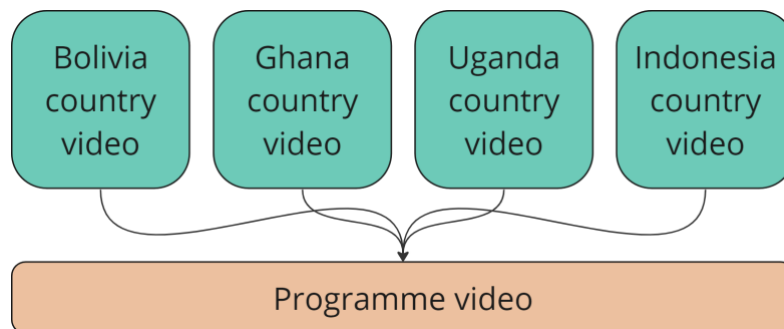 Bolivia
country
video
Ghana
country
video
Uganda
country
video
Indonesia
country
video
Programme video